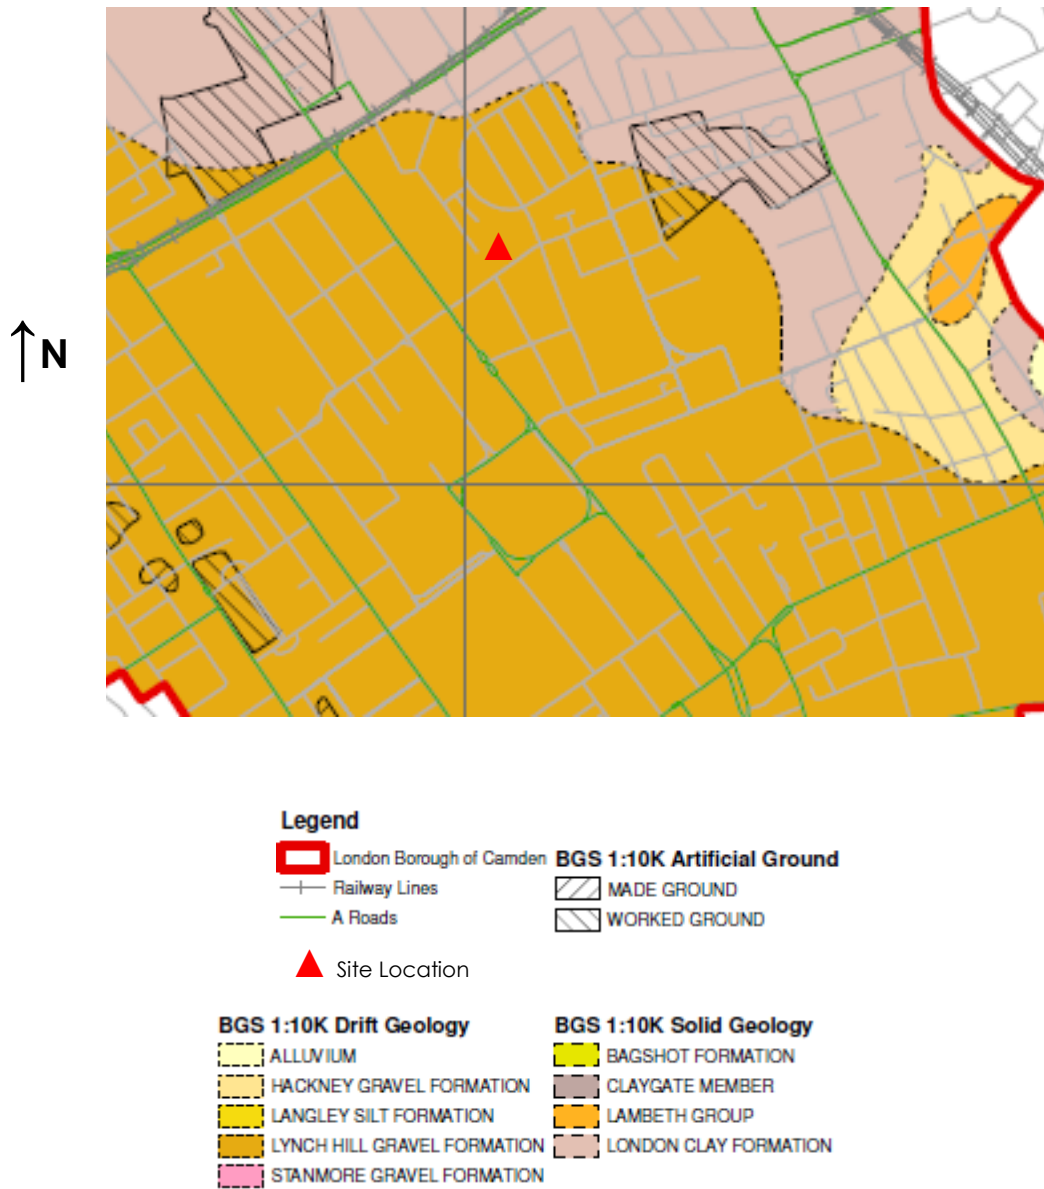 N
Legend
London Borough of Camden
Railway Lines
A Roads
Site Location
BGS 1:10K Artificial Ground
MADE GROUND
WORKED GROUND
BGS 1:10K Drift Geology
ALLUVIUM
HACKNEY GRAVEL FORMATION
LANGLEY SILT FORMATION
LYNCH HILL GRAVEL FORMATION
STANMORE GRAVEL FORMATION
BGS 1:10K Solid Geology
BAGSHOT FORMATION
CLAYGATE MEMBER
LAMBETH GROUP
LONDON CLAY FORMATION